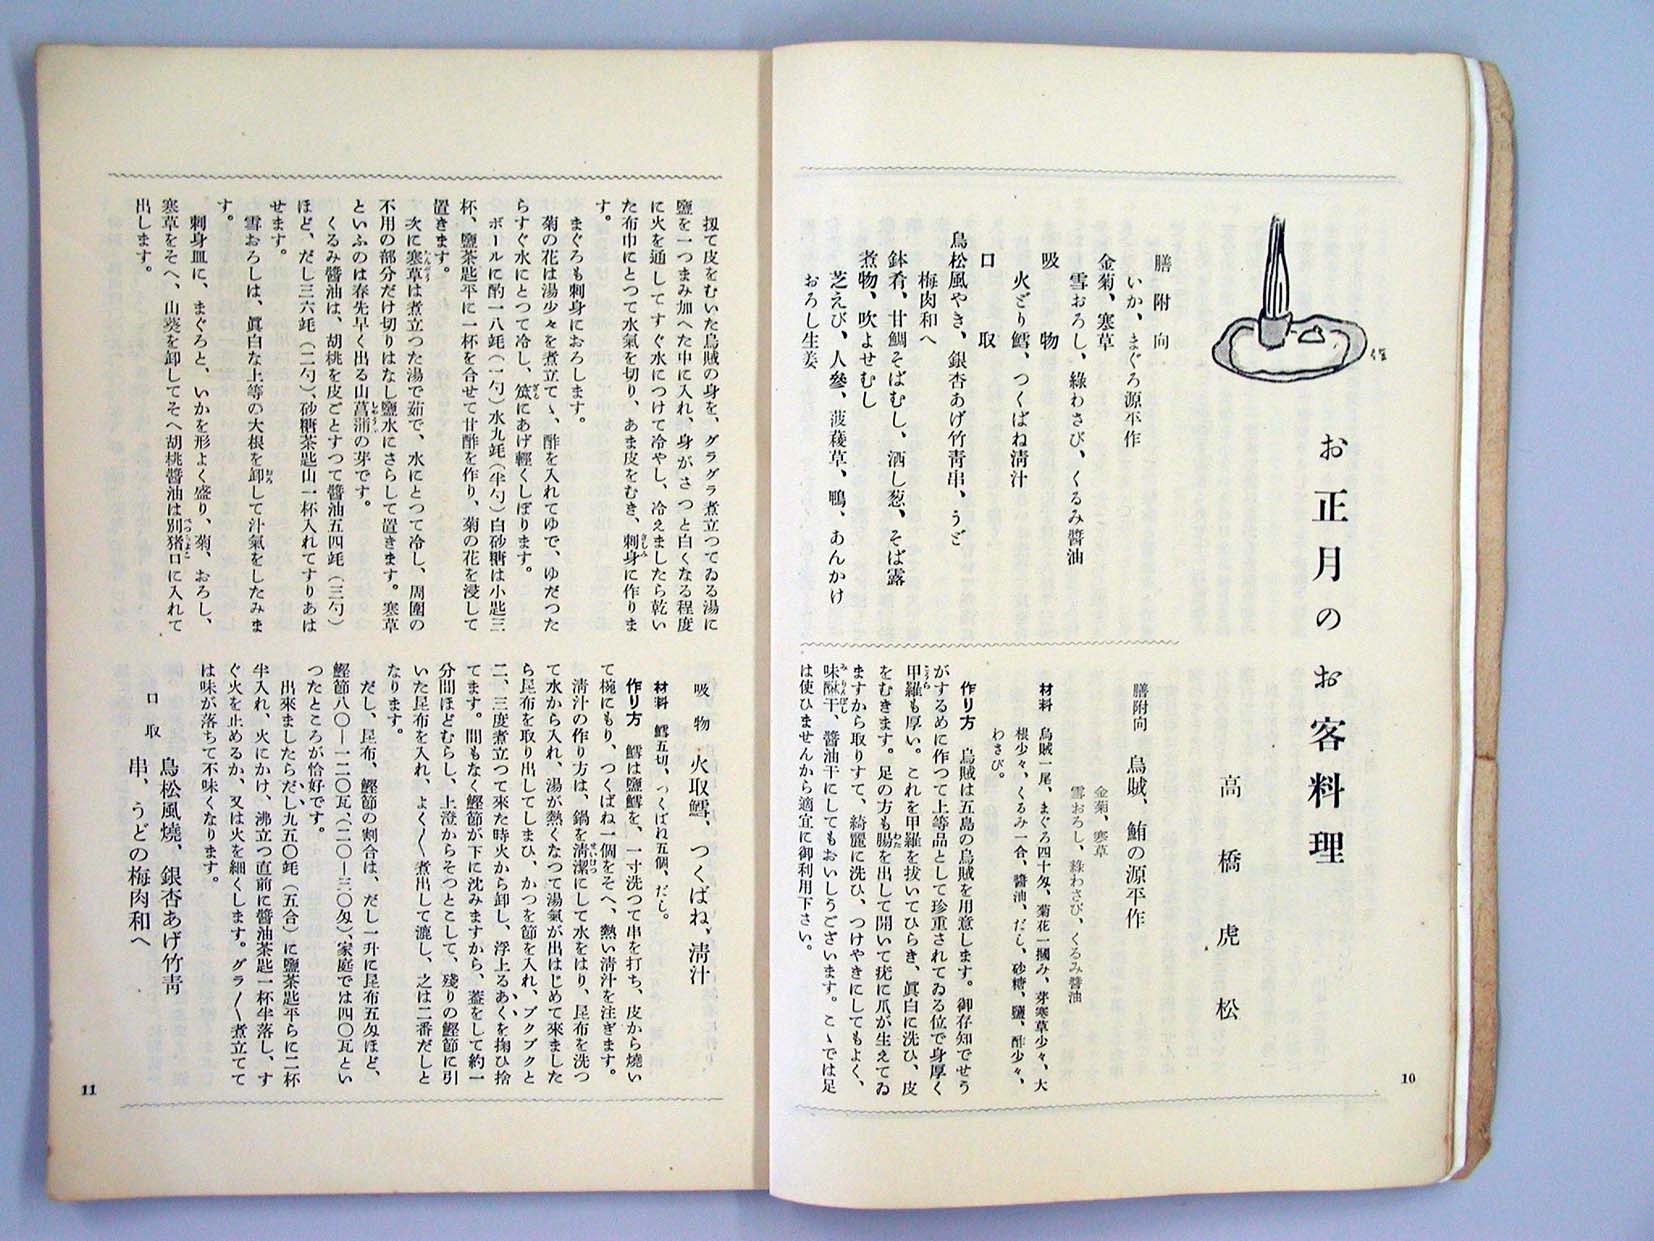 お正月のお客料理
高橋虎松
膳附向
いか、まぐろ源平作
金菊、寒草
雪おろし、綠わさび、くるみ醬油
吸物
火どり鱈、つくばね淸汁
口取
鳥松風やき、銀杏あげ竹靑串、うど
梅肉和へ
鉢肴、甘鯛そばむし、洒し葱、そば露
煮物、吹よせむし
芝えび、人參、菠薐草、鴨、あんかけ
おろし生姜
膳附向 烏賊、鮪の源平作
金菊、寒草
雪おろし、綠わさび、くるみ醬油
材料 烏賊一尾、まぐろ四十匁、菊花一摑み、芽寒草少々、大
根少々、くるみ一合、醬油、だし、砂糖、鹽、酢少々、
わさび。
作り方 烏賊は五島の烏賊を用意します。御存知でせう
がするめに作つて上等品として珍重されてゐる位で身厚く
甲羅も厚い。これを甲羅を拔いてひらき、眞白に洗ひ、皮
をむきます。足の方も腸を出して開いて疣に爪が生えてゐ
ますから取りすて、綺麗に洗ひ、つけやきにしてもよく、
味醂干、醬油干にしてもおいしうございます。こゝでは足
は使ひませんから適宜に御利用下さい。
10
扨て皮をむいた烏賊の身を、グラグラ煮立つてゐる湯に
鹽を一つまみ加へた中に入れ、身がさつと白くなる程度
に火を通してすぐ水につけて冷やし、冷えましたら乾い
た布巾にとつて水氣を切り、あま皮をむき、刺身に作りま
す。
まぐろも刺身におろします。
菊の花は湯少々を煮立てゝ、酢を入れてゆで、ゆだつた
らすぐ水にとつて冷し、笊にあげ輕くしぼります。
ボールに酌一八竓（一勺）水九竓（半勺）白砂糖は小匙三
杯、鹽茶匙平に一杯を合せて甘酢を作り、菊の花を浸して
置きます。
次に寒草は煮立つた湯で茹で、水にとつて冷し、周圍の
不用の部分だけ切りはなし鹽水にさらして置きます。寒草
といふのは春先早く出る山菖蒲の芽です。
くるみ醬油は、胡桃を皮ごとすつて醬油五四竓（三勺）
ほど、だし三六竓（二勺）、砂糖茶匙山一杯入れてすりあは
せます。
雪おろしは、眞白な上等の大根を卸して汁氣をしたみま
す。
刺身皿に、まぐろと、いかを形よく盛り、菊、おろし、
寒草をそへ、山葵を卸してそへ胡桃醬油は別猪口に入れて
出します。
吸物 火取鱈、つくばね、淸汁
材料 鱈五切、つくばね五個、だし。
作り方 鱈は鹽鱈を、一寸洗つて串を打ち、皮から燒い
て椀にもり、つくばね一個をそへ、熱い淸汁を注ぎます。
淸汁の作り方は、鍋を淸潔にして水をはり、昆布を洗つ
て水から入れ、湯が熱くなつて湯氣が出はじめて來ました
ら昆布を取り出してしまひ、かつを節を入れ、ブクブクと
二、三度煮立つて來た時火から卸し、浮上るあくを掬ひ捨
てます。間もなく鰹節が下に沈みますから、蓋をして約一
分間ほどむらし、上澄からそつとこして、殘りの鰹節に引
いた昆布を入れ、よく〱煮出して漉し、之は二番だしと
なります。
だし、昆布、鰹節の割合は、だし一升に昆布五匁ほど、
鰹節八〇—一二〇瓦、（二〇—三〇匁）、家庭では四〇瓦とい
つたところが恰好です。
出來ましたらだし九五〇竓（五合）に鹽茶匙平らに二杯
半入れ、火にかけ、沸立つ直前に醬油茶匙一杯半落し、す
ぐ火を止めるか、又は火を細くします。グラ〱煮立てて
は味が落ちて不味くなります。
口取 鳥松風燒、銀杏あげ竹靑
串、うどの梅肉和へ
11